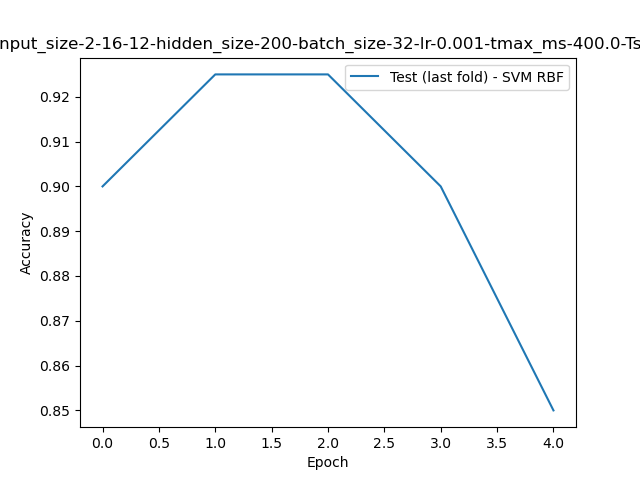 nput_size-2-16-12-hidden_size-200-batch_size-32-lr-0.001-tmax_ms-400.0-Ts
Test (last fold) - SVM RBF
0.92
0.91
0.90
0.89
0.88
0.87
0.86
0.85
Accuracy
0.0 0.5 1.0 1.5 2.0 2.5 3.0 3.5 4.0
Epoch